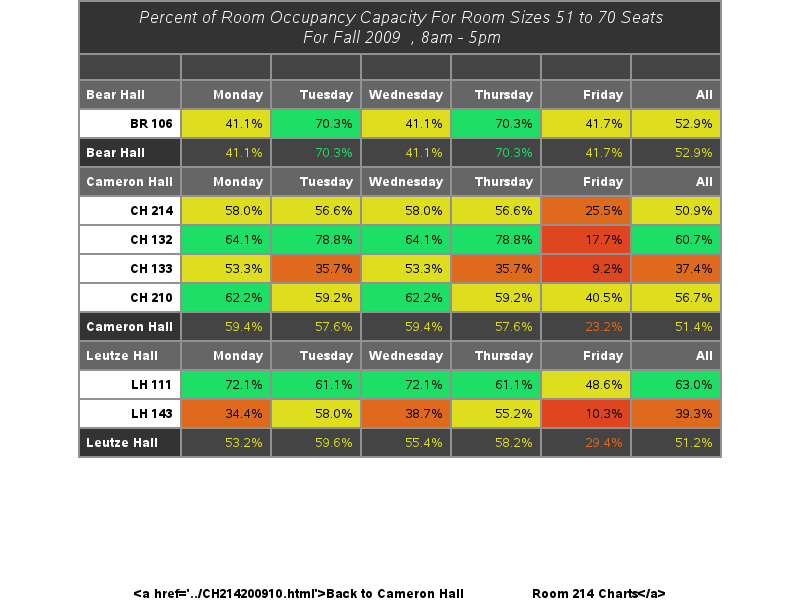 Percent of Room Occupancy Capacity For Room Sizes 51 to 70 Seats
For Fall 2009 , 8am - 5pm
Bear Hall Monday Tuesday Wednesday Thursday Friday All
BR 106 41.1% 70.3% 41.1% 70.3% 41.7% 52.9%
Bear Hall 41.1% 70.3% 41.1% 70.3% 41.7% 52.9%
Cameron Hall Monday Tuesday Wednesday Thursday Friday All
CH 214 58.0% 56.6% 58.0% 56.6% 25.5% 50.9%
CH 132 64.1% 78.8% 64.1% 78.8% 17.7% 60.7%
CH 133 53.3% 35.7% 53.3% 35.7% 9.2% 37.4%
CH 210 62.2% 59.2% 62.2% 59.2% 40.5% 56.7%
Cameron Hall 59.4% 57.6% 59.4% 57.6% 23.2% 51.4%
Leutze Hall Monday Tuesday Wednesday Thursday Friday All
LH 111 72.1% 61.1% 72.1% 61.1% 48.6% 63.0%
LH 143 34.4% 58.0% 38.7% 55.2% 10.3% 39.3%
Leutze Hall 53.2% 59.6% 55.4% 58.2% 29.4% 51.2%
<a href='../CH214200910.html'>Back to Cameron Hall Room 214 Charts</a>